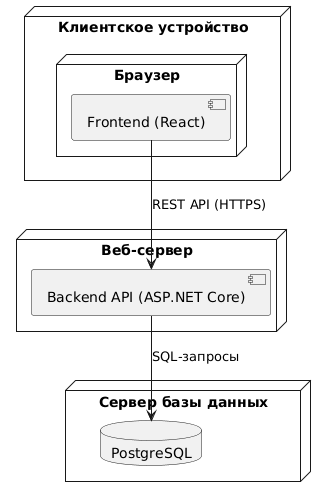 Клиентское устройство
Браузер
Frontend (React)
REST API (HTTPS)
Веб-сервер
Backend API (ASP.NET Core)
SQL-запросы
Сервер базы данных
PostgreSQL